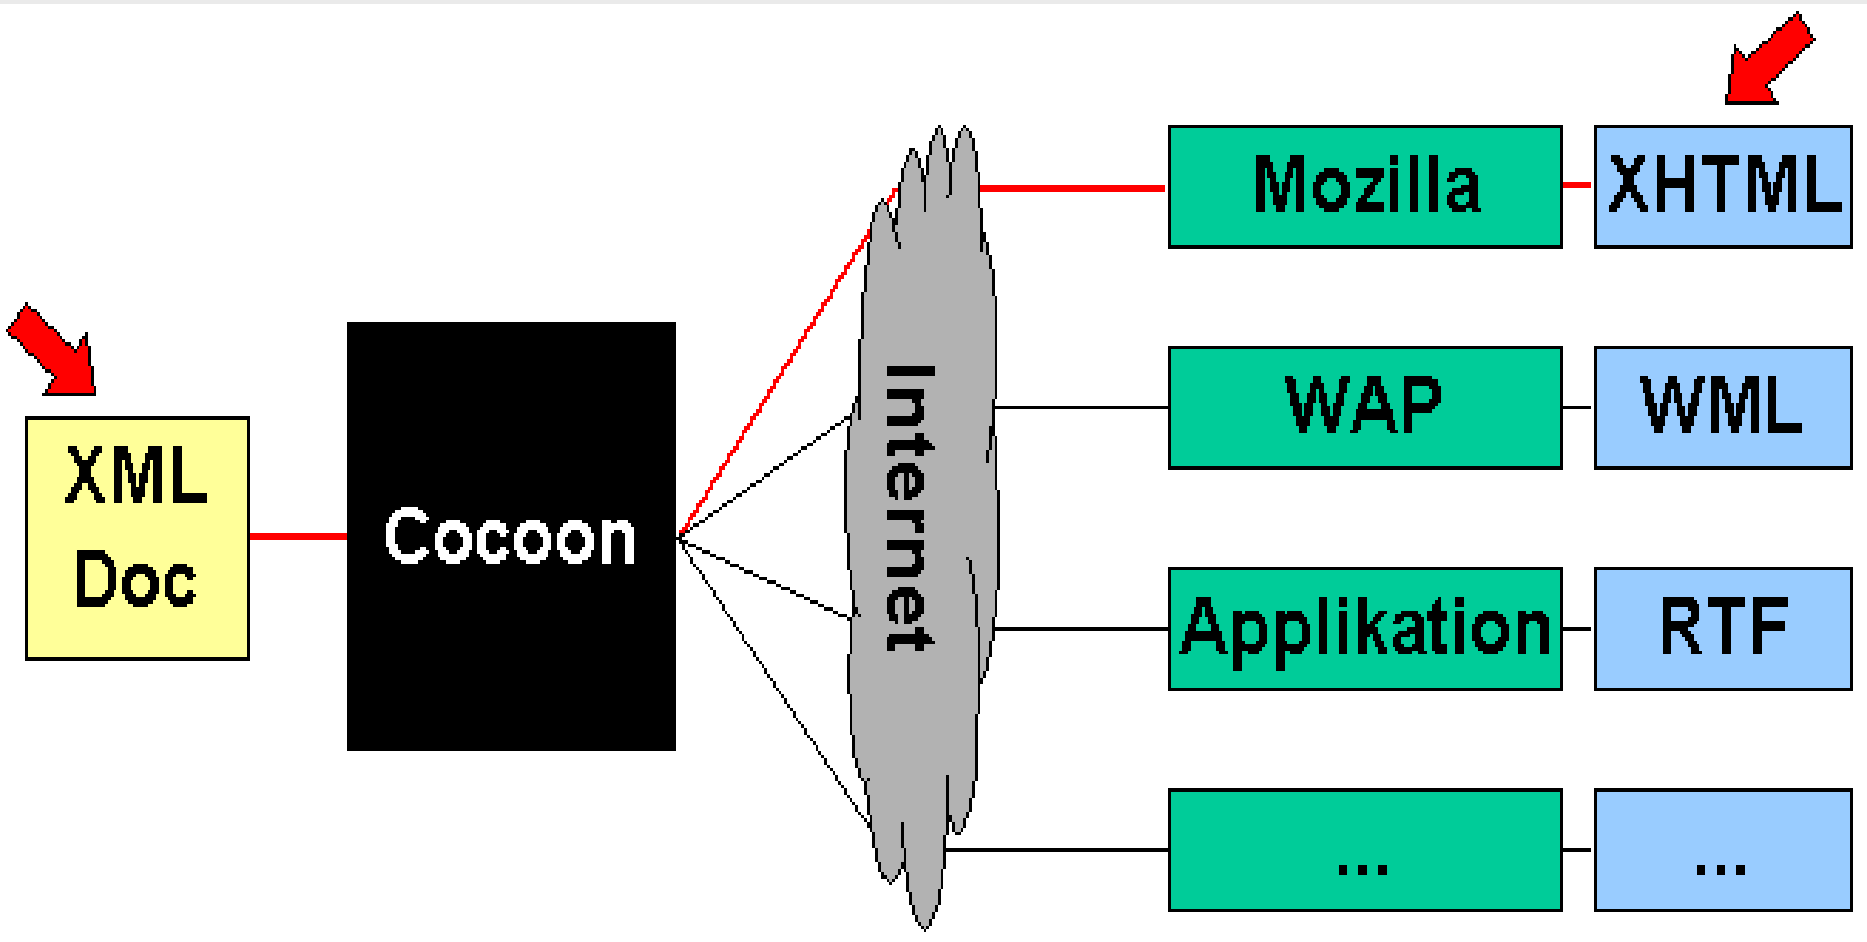 XML
Doc
Cocoon
Internet
Mozilla
XHTML
WAP
WML
Applikation
RTF
...
...